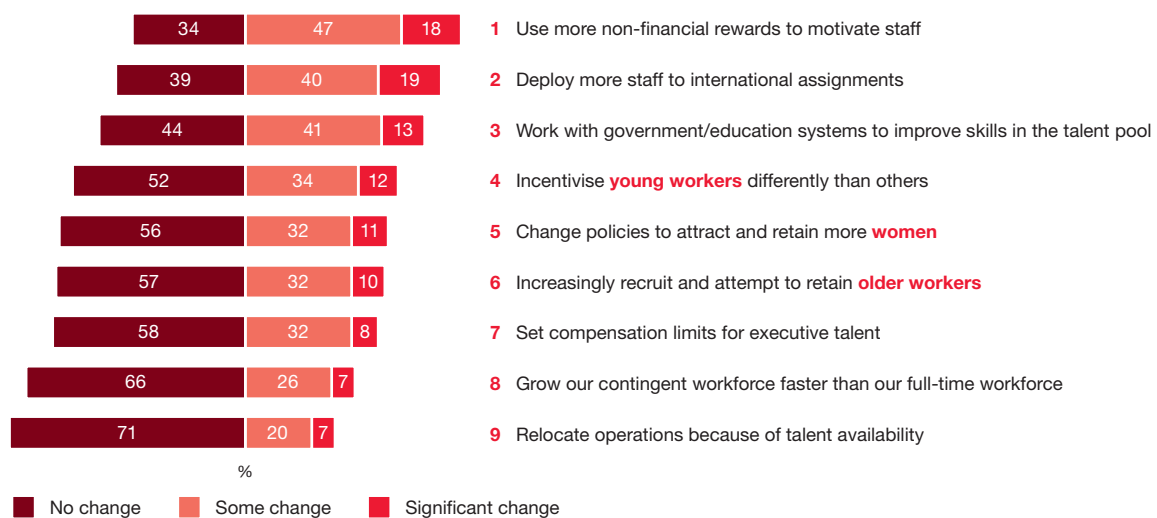 34 47 18 1 Use more non-financial rewards to motivate staff
39 40 19 2 Deploy more staff to international assignments
44 41 13 3 Work with government/education systems to improve skills in the talent pool
52 34 12 4 Incentivise young workers differently than others
56 32 11 5 Change policies to attract and retain more women
57 32 10 6 Increasingly recruit and attempt to retain older workers
58 32 8 7 Set compensation limits for executive talent
66 26 7 8 Grow our contingent workforce faster than our full-time workforce
71 20 7 9 Relocate operations because of talent availability
%
No change Some change Significant change